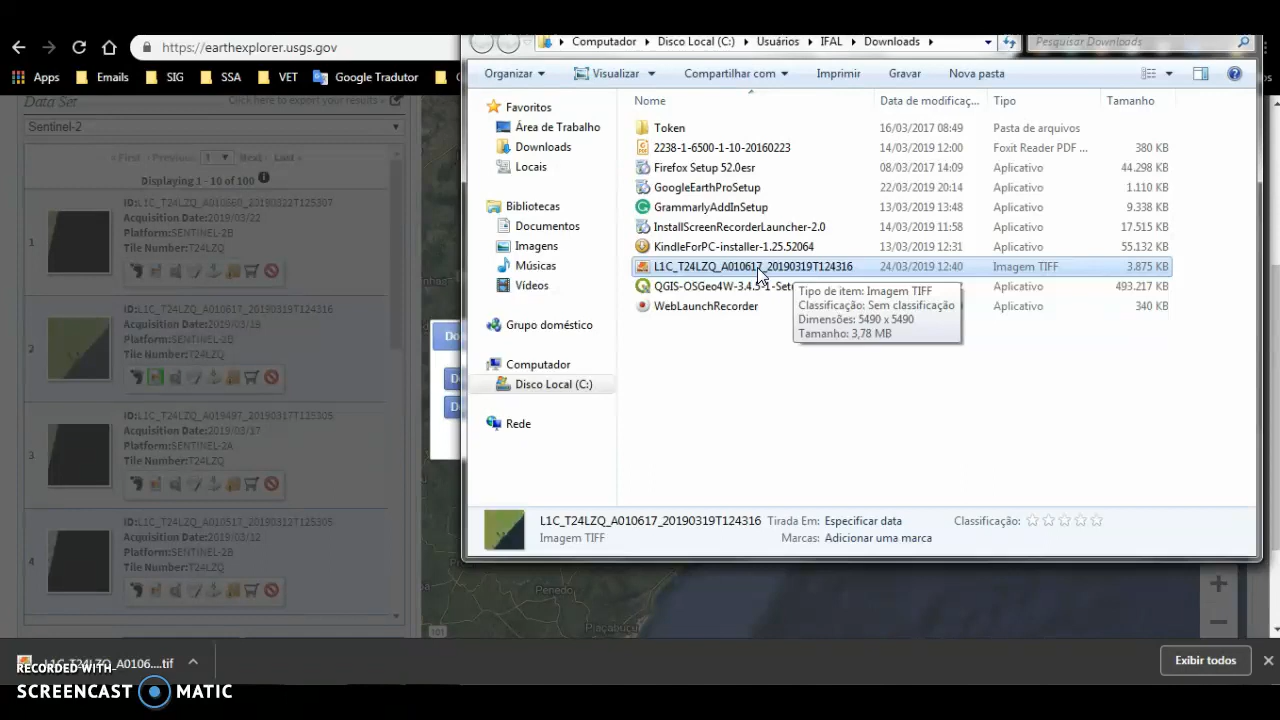 https://earthexplorer.usgs.gov
Apps Emails SIG SSA VET Google Tradutor
Data Set
Click here to export your results »
Sentinel-2
« First ‹ Previous 1 Next › Last »
Displaying 1 - 10 of 100
1
ID:L1C_T24LZQ_A010660_20190322T125307
Acquisition Date:2019/03/22
Platform:SENTINEL-2B
Tile Number:T24LZQ
2
ID:L1C_T24LZQ_A010617_20190319T124316
Acquisition Date:2019/03/19
Platform:SENTINEL-2B
Tile Number:T24LZQ
3
ID:L1C_T24LZQ_A019497_20190317T125305
Acquisition Date:2019/03/17
Platform:SENTINEL-2A
Tile Number:T24LZQ
4
ID:L1C_T24LZQ_A010517_20190312T125305
Acquisition Date:2019/03/12
Platform:SENTINEL-2B
Tile Number:T24LZQ
Computador Disco Local (C:) Usuários IFAL Downloads
Pesquisar Downloads
Organizar Visualizar Compartilhar com Imprimir Gravar Nova pasta
Favoritos
Área de Trabalho
Downloads
Locais
Bibliotecas
Documentos
Imagens
Músicas
Vídeos
Grupo doméstico
Computador
Disco Local (C:)
Rede
Nome Data de modificaç... Tipo Tamanho
Token 16/03/2017 08:49 Pasta de arquivos
2238-1-6500-1-10-20160223 14/03/2019 12:00 Foxit Reader PDF ... 380 KB
Firefox Setup 52.0esr 08/03/2017 14:09 Aplicativo 44.298 KB
GoogleEarthProSetup 22/03/2019 20:14 Aplicativo 1.110 KB
GrammarlyAddInSetup 13/03/2019 13:48 Aplicativo 9.338 KB
InstallScreenRecorderLauncher-2.0 14/03/2019 11:58 Aplicativo 17.515 KB
KindleForPC-installer-1.25.52064 13/03/2019 12:31 Aplicativo 55.132 KB
L1C_T24LZQ_A010617_20190319T124316 24/03/2019 12:40 Imagem TIFF 3.875 KB
QGIS-OSGeo4W-3.4. Aplicativo 493.217 KB
WebLaunchRecorder Aplicativo 340 KB
Tipo de item: Imagem TIFF
Classificação: Sem classificação
Dimensões: 5490 x 5490
Tamanho: 3,78 MB
L1C_T24LZQ_A010617_20190319T124316 Tirada Em: Especificar data Classificação:
Imagem TIFF Marcas: Adicionar uma marca
Penedo
Piaçabuçu
101
L1C_T24LZQ_A0106....tif
Exibir todos
RECORDED WITH
SCREENCAST MATIC